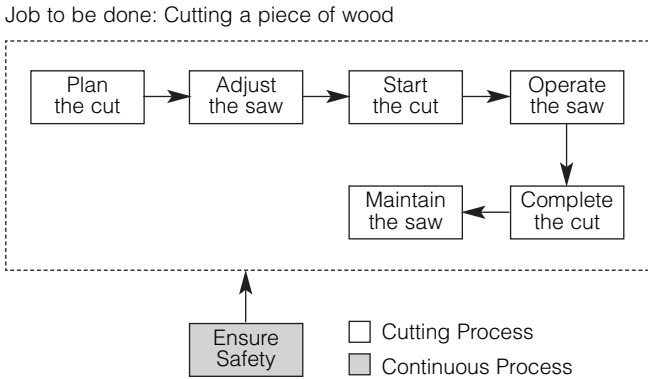 Job to be done: Cutting a piece of wood
Plan
the cut
Adjust
the saw
Start
the cut
Operate
the saw
Maintain
the saw
Complete
the cut
Ensure
Safety
Cutting Process
Continuous Process